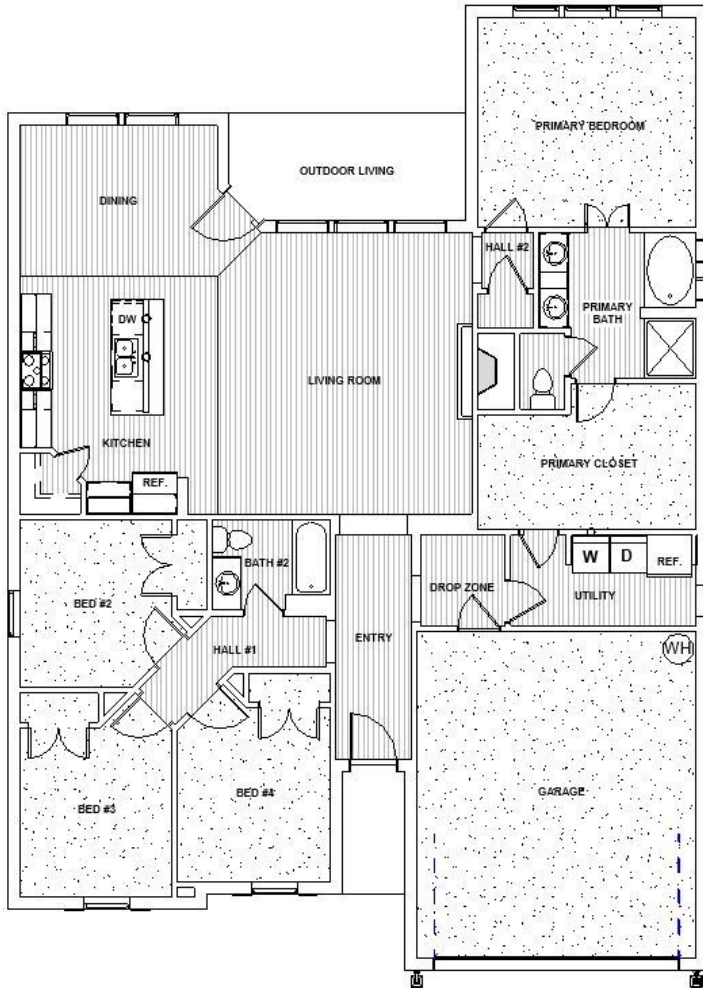 PRIMARY BEDROOM
OUTDOOR LIVING
DINING
HALL #2
PRIMARY
BATH
DW
LIVING ROOM
KITCHEN
PRIMARY CLOSET
REF.
W
D
REF.
BATH #2
DROP ZONE
UTILITY
BED #2
HALL #1
ENTRY
WH
GARAGE
BED #3
BED #4